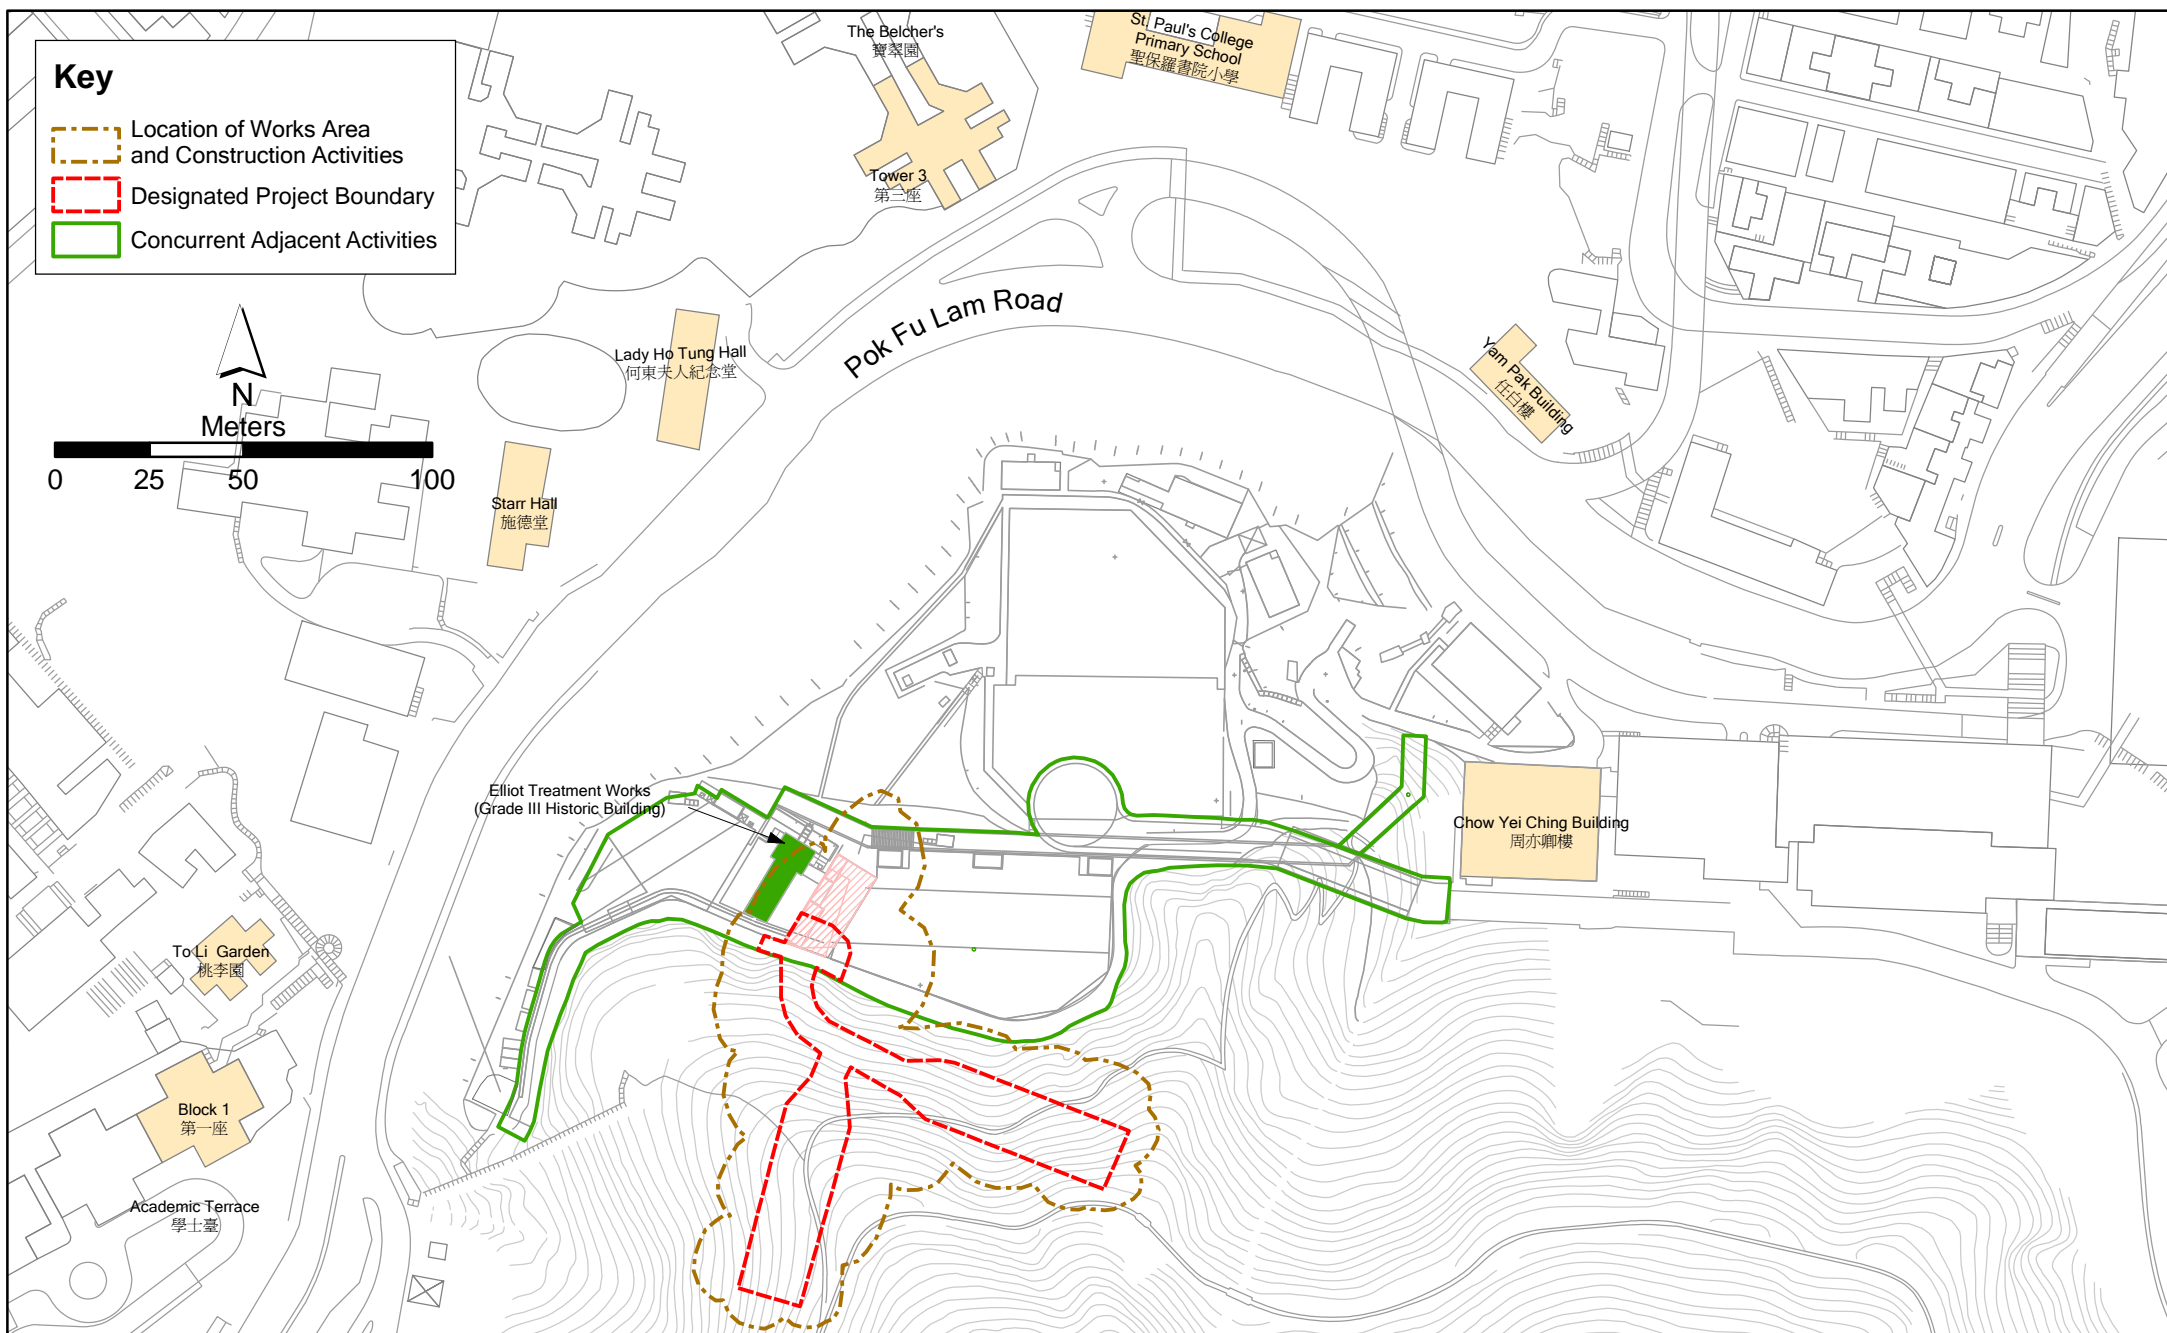 Key
Location of Works Area
and Construction Activities
Designated Project Boundary
Concurrent Adjacent Activities
N
Meters
0 25 50 100
The Belcher's
寶翠園
Tower 3
第三座
St. Paul's College
Primary School
聖保羅書院小學
Pok Fu Lam Road
Lady Ho Tung Hall
何東夫人紀念堂
Starr Hall
施德堂
Yam Pak Building
任白樓
Elliot Treatment Works
(Grade III Historic Building)
Chow Yei Ching Building
周亦卿樓
To Li Garden
桃李園
Block 1
第一座
Academic Terrace
學士臺